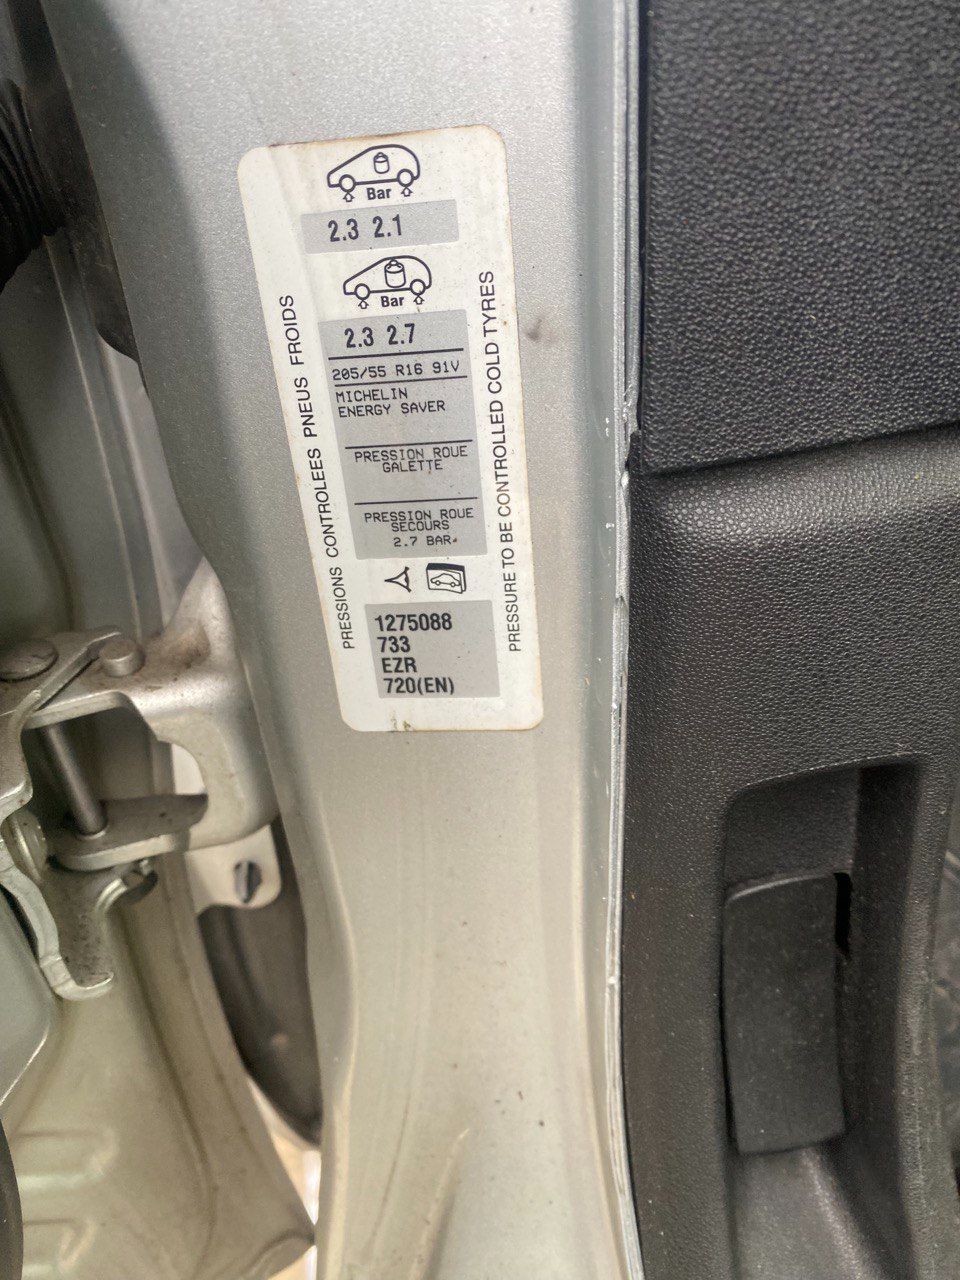 Bar
2.3 2.1
Bar
2.3 2.7
205/55 R16 91V
MICHELIN
ENERGY SAVER
PRESSION ROUE
GALETTE
PRESSION ROUE
SECOURS
2.7 BAR
1275088
733
EZR
720(EN)
PRESSIONS CONTROLEES PNEUS FROIDS
PRESSURE TO BE CONTROLLED COLD TYRES